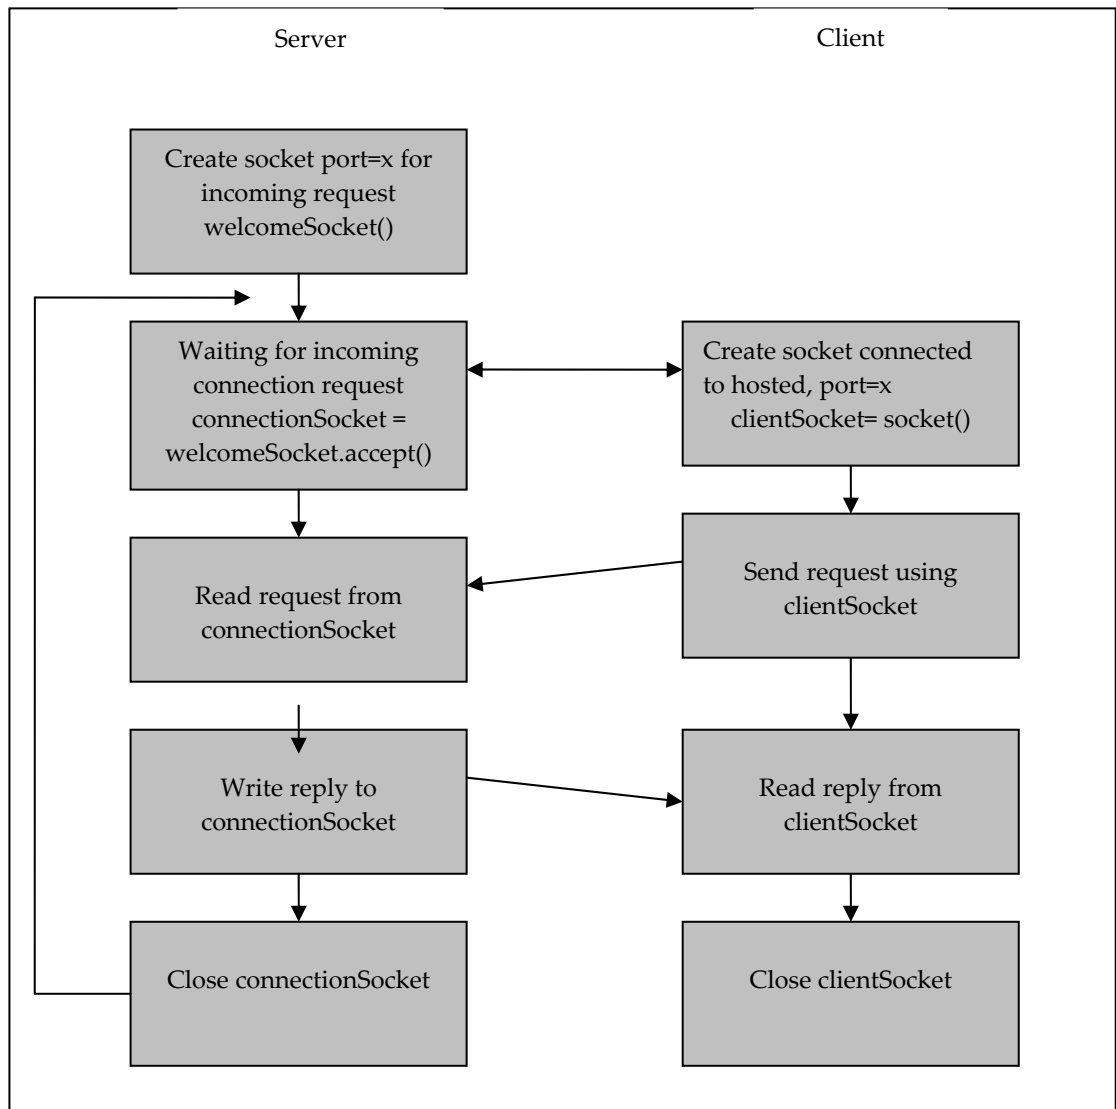 Server
Client
Create socket port=x for
incoming request
welcomeSocket()
Waiting for incoming
connection request
connectionSocket =
welcomeSocket.accept()
Create socket connected
to hosted, port=x
clientSocket= socket()
Read request from
connectionSocket
Send request using
clientSocket
Write reply to
connectionSocket
Read reply from
clientSocket
Close connectionSocket
Close clientSocket